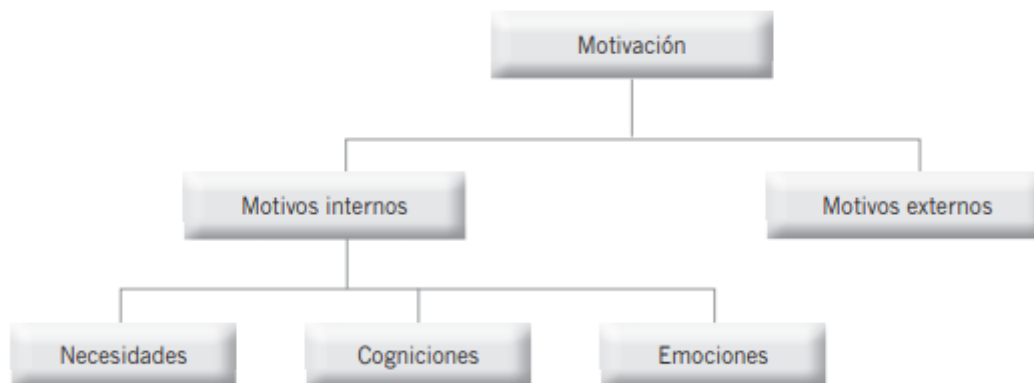 Motivación
Motivos internos
Motivos externos
Necesidades
Cogniciones
Emociones